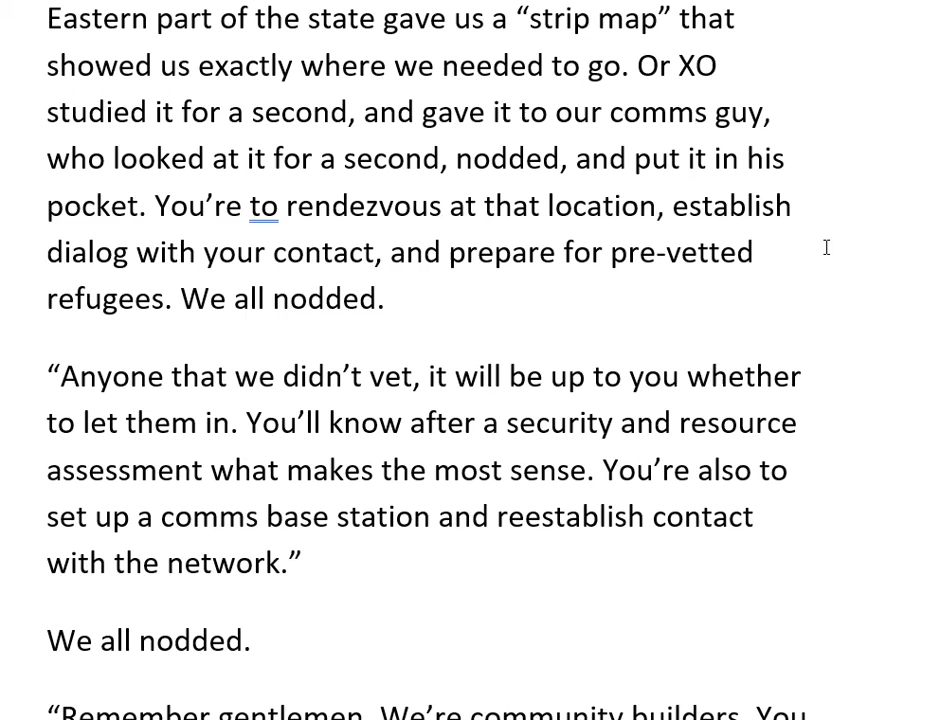 Eastern part of the state gave us a “strip map” that
showed us exactly where we needed to go. Or XO
studied it for a second, and gave it to our comms guy,
who looked at it for a second, nodded, and put it in his
pocket. You’re to rendezvous at that location, establish
dialog with your contact, and prepare for pre-vetted
refugees. We all nodded.
“Anyone that we didn’t vet, it will be up to you whether
to let them in. You’ll know after a security and resource
assessment what makes the most sense. You’re also to
set up a comms base station and reestablish contact
with the network.”
We all nodded.
“Remember gentlemen. We’re community builders. You